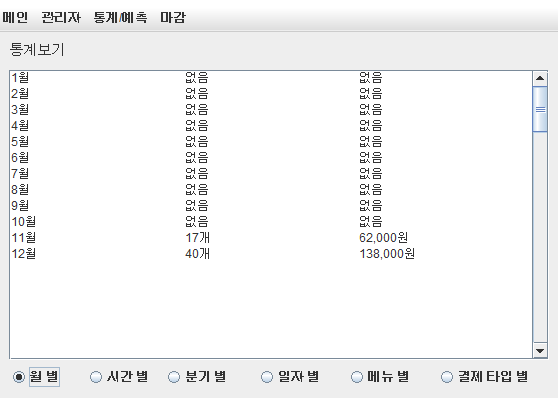 메인 관리자 통계/예측 마감
통계보기
1월 없음 없음
2월 없음 없음
3월 없음 없음
4월 없음 없음
5월 없음 없음
6월 없음 없음
7월 없음 없음
8월 없음 없음
9월 없음 없음
10월 없음 없음
11월 17개 62,000원
12월 40개 138,000원
월 별 시간 별 분기 별 일자 별 메뉴 별 결제 타입 별